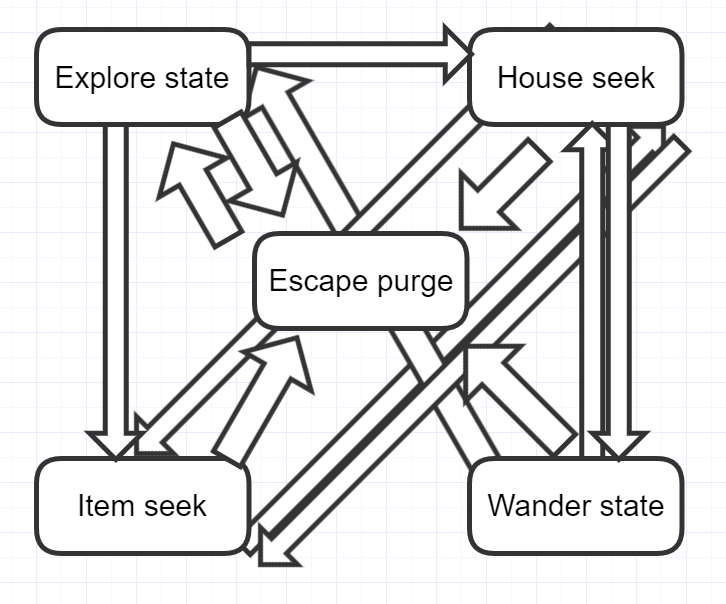 Explore state
House seek
Escape purge
Item seek
Wander state